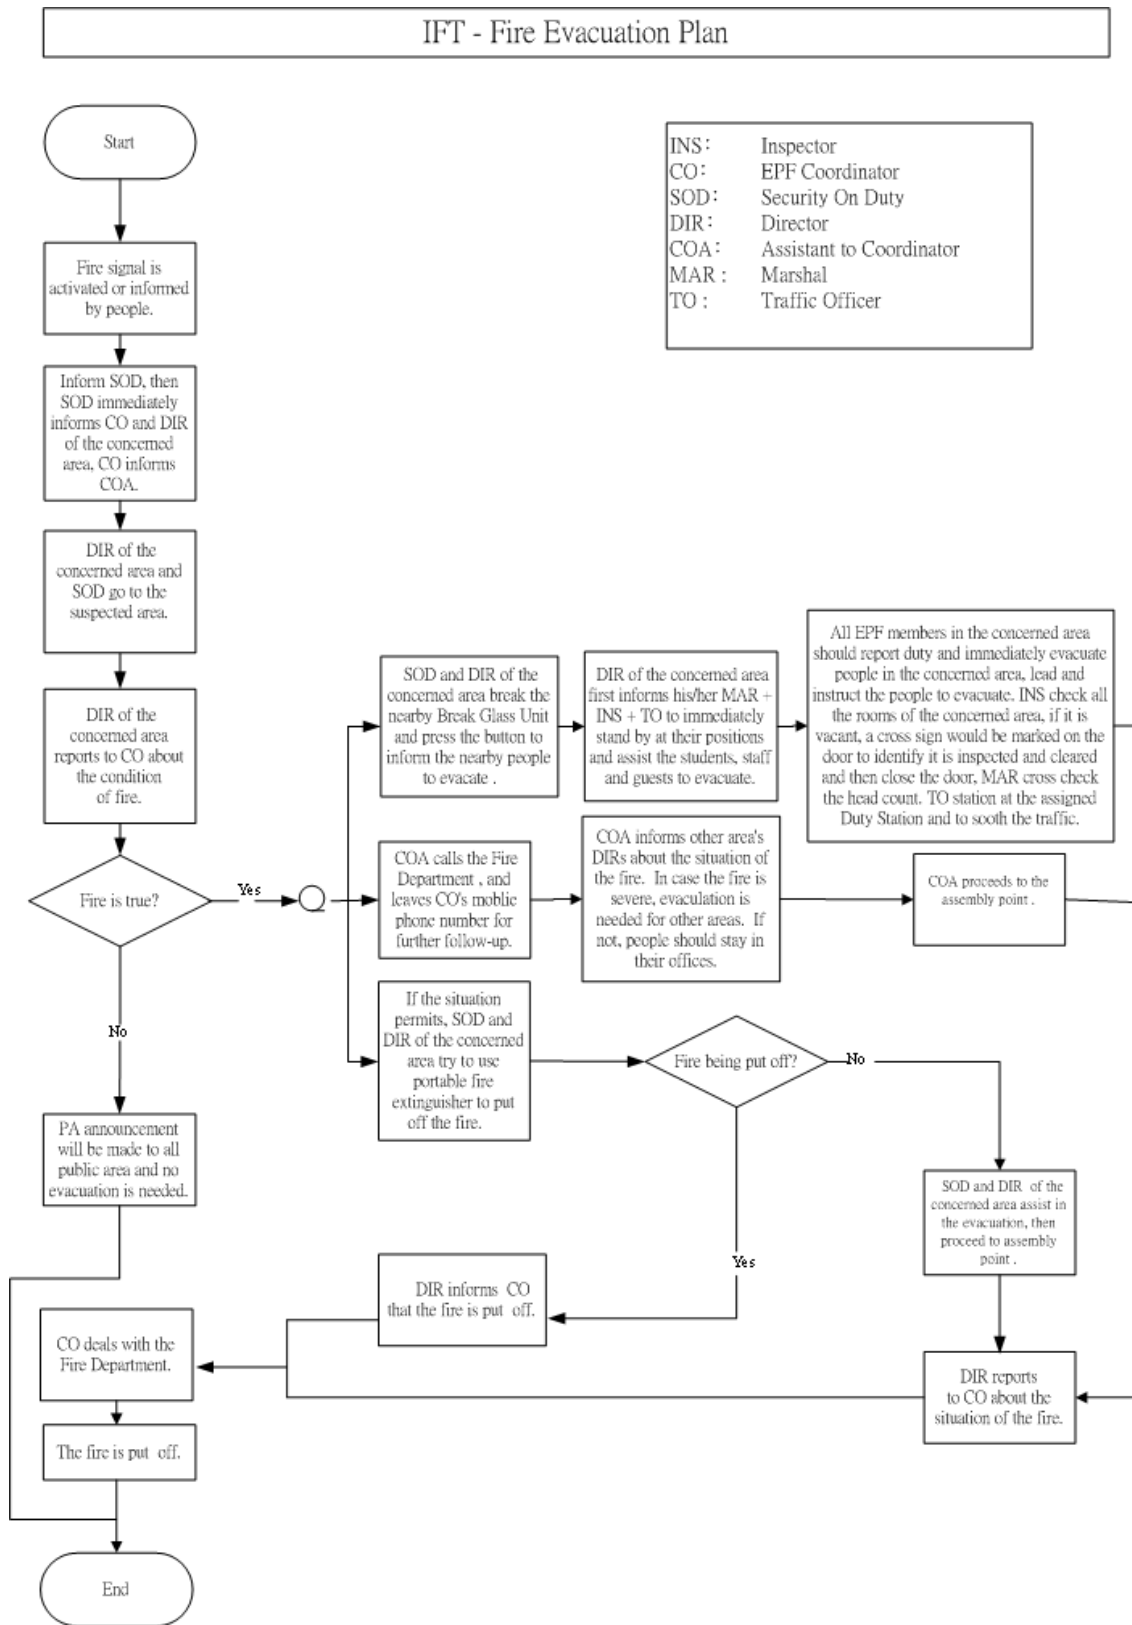 IFT - Fire Evacuation Plan
Start
INS: Inspector
CO: EPF Coordinator
SOD: Security On Duty
DIR: Director
COA: Assistant to Coordinator
MAR : Marshal
TO : Traffic Officer
Fire signal is
activated or informed
by people.
Inform SOD, then
SOD immediately
informs CO and DIR
of the concerned
area, CO informs
COA.
DIR of the
concerned area and
SOD go to the
suspected area.
DIR of the
concerned area
reports to CO about
the condition
of fire.
Fire is true?
Yes
No
SOD and DIR of the
concerned area break the
nearby Break Glass Unit
and press the button to
inform the nearby people
to evacate .
DIR of the concerned area
first informs his/her MAR +
INS + TO to immediately
stand by at their positions
and assist the students, staff
and guests to evacuate.
All EPF members in the concerned area
should report duty and immediately evacuate
people in the concerned area, lead and
instruct the people to evacuate. INS check all
the rooms of the concerned area, if it is
vacant, a cross sign would be marked on the
door to identify it is inspected and cleared
and then close the door, MAR cross check
the head count. TO station at the assigned
Duty Station and to sooth the traffic.
COA calls the Fire
Department , and
leaves CO's moblic
phone number for
further follow-up.
COA informs other area's
DIRs about the situation of
the fire. In case the fire is
severe, evaculation is
needed for other areas. If
not, people should stay in
their offices.
COA proceeds to the
assembly point .
If the situation
permits, SOD and
DIR of the concerned
area try to use
portable fire
extinguisher to put
off the fire.
Fire being put off?
No
Yes
PA announcement
will be made to all
public area and no
evacuation is needed.
SOD and DIR of the
concerned area assist in
the evacuation, then
proceed to assembly
point .
DIR informs CO
that the fire is put off.
CO deals with the
Fire Department.
DIR reports
to CO about the
situation of the fire.
The fire is put off.
End